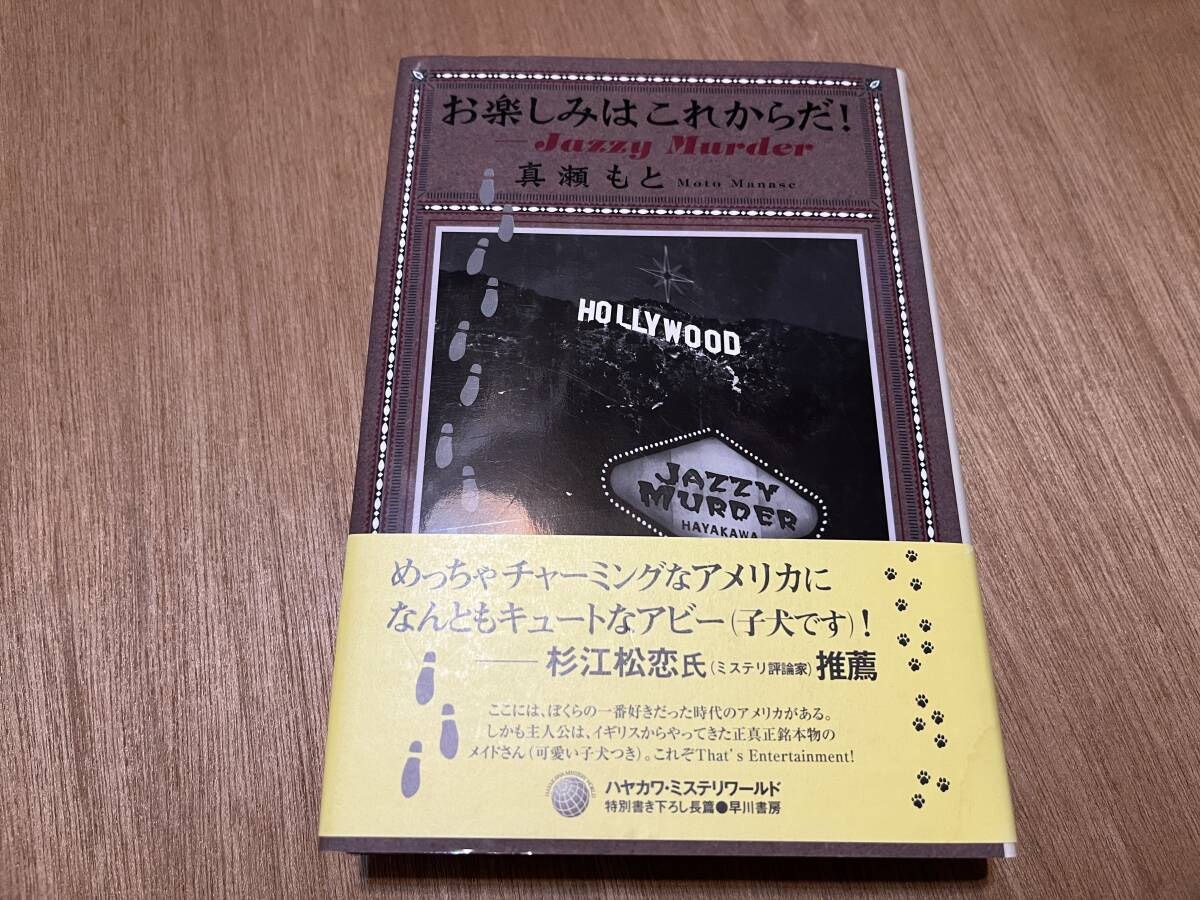 お楽しみはこれからだ!
— Jazzy Murder
真瀬もと Moto Manase
HOLLYWOOD
JAZZY
MURDER
HAYAKAWA
めっちゃチャーミングなアメリカに
なんともキュートなアビー(子犬です)!
——杉江松恋氏(ミステリ評論家)推薦
ここには、ぼくらの一番好きだった時代のアメリカがある。
しかも主人公は、イギリスからやってきた正真正銘本物の
メイドさん(可愛い子犬つき)。これぞThat's Entertainment!
ハヤカワ・ミステリワールド
特別書き下ろし長篇●早川書房